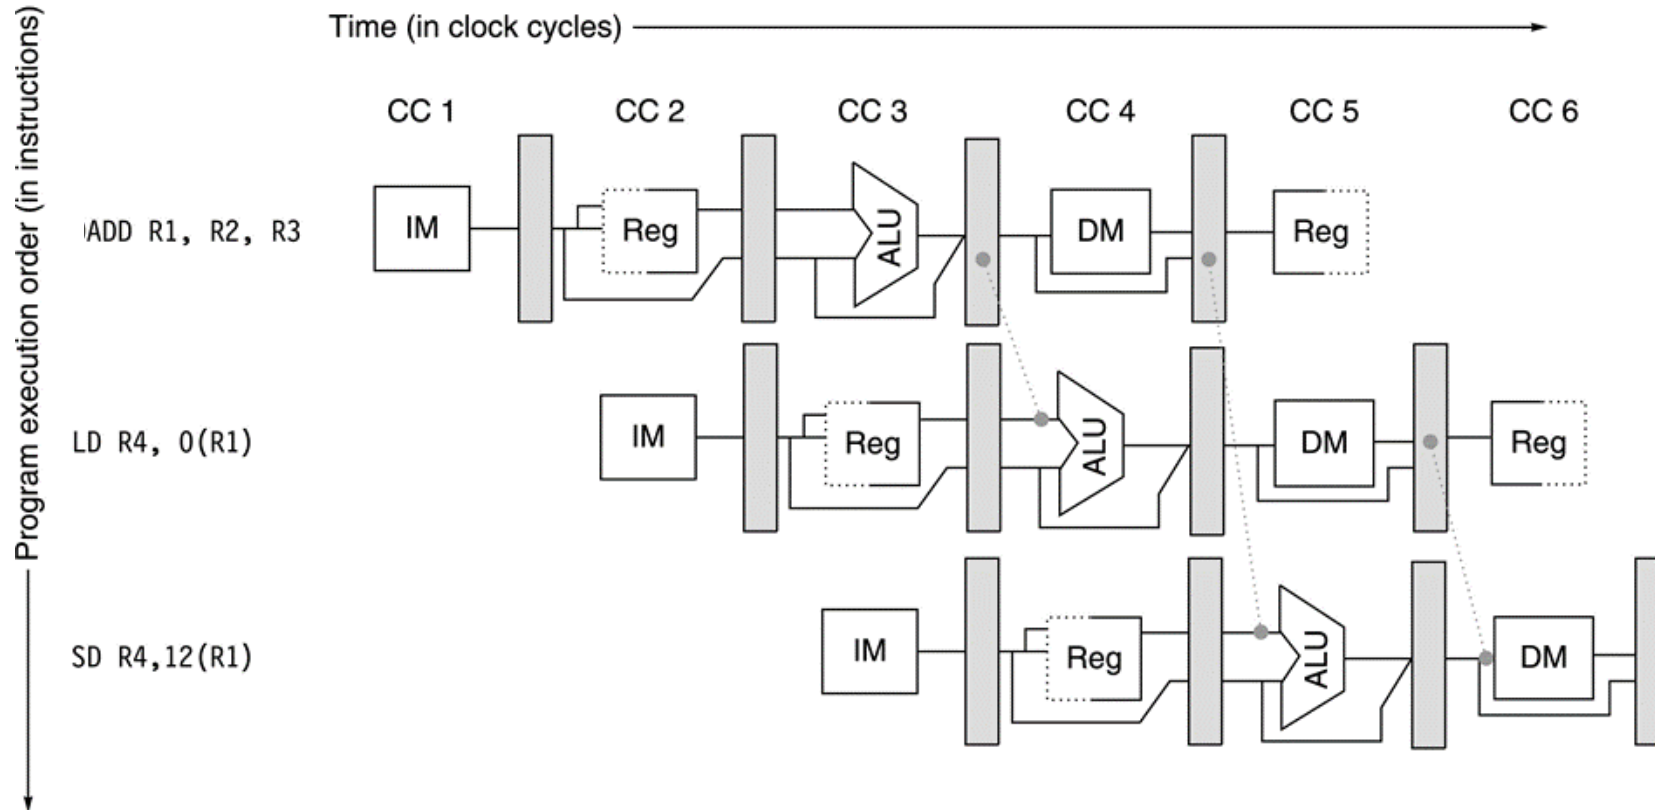 Time (in clock cycles)
CC 1 CC 2 CC 3 CC 4 CC 5 CC 6
Program execution order (in instructions)
ADD R1, R2, R3
IM Reg ALU DM Reg
LD R4, 0(R1)
IM Reg ALU DM Reg
SD R4,12(R1)
IM Reg ALU DM